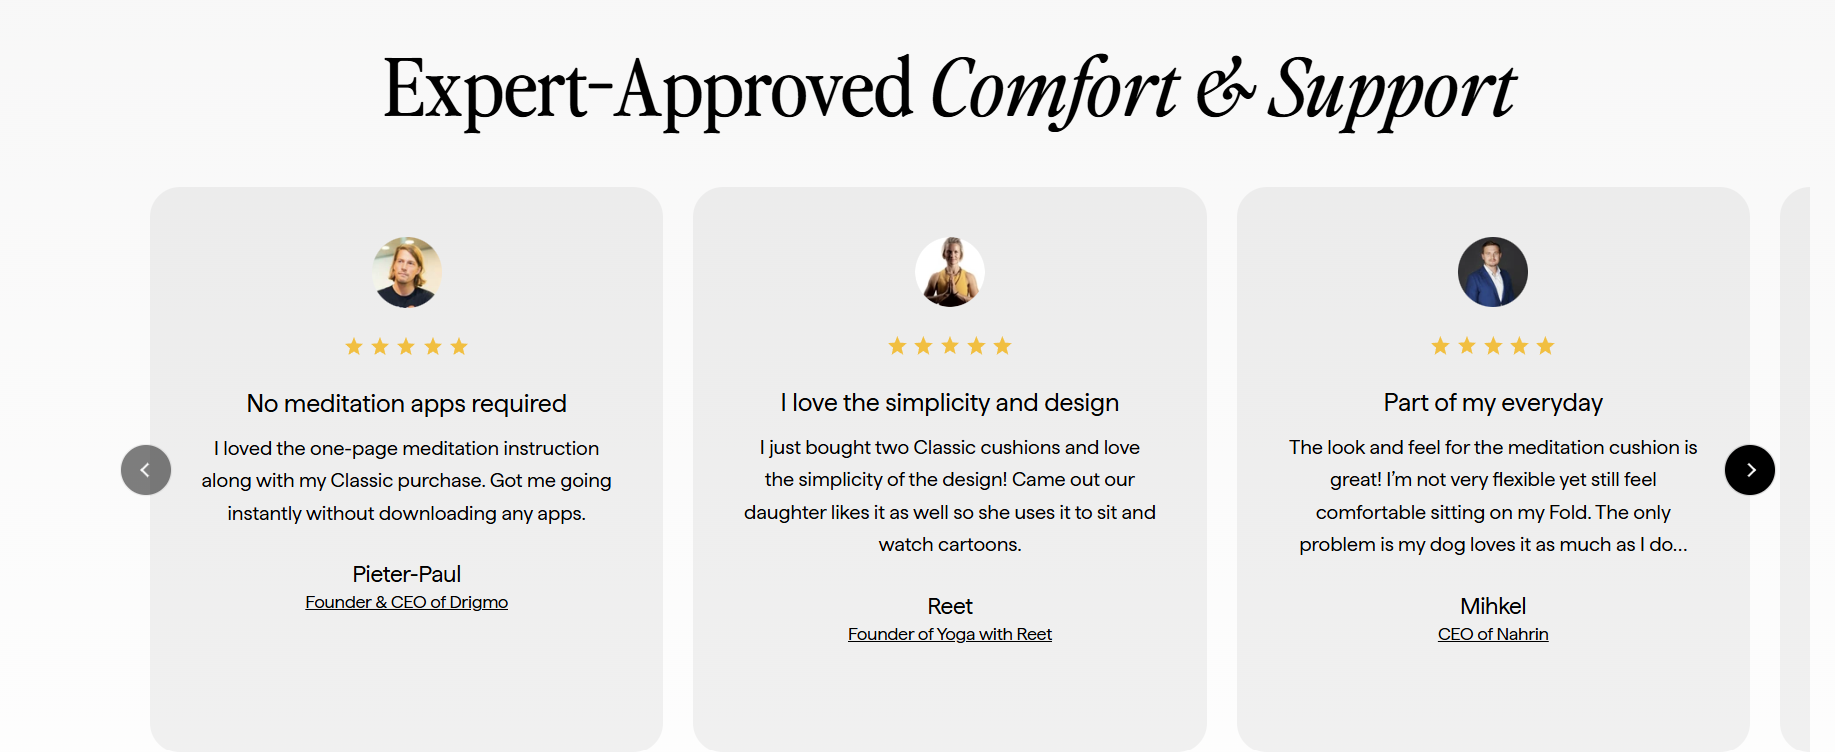 Expert-Approved Comfort & Support
No meditation apps required
I loved the one-page meditation instruction
along with my Classic purchase. Got me going
instantly without downloading any apps.
Pieter-Paul
Founder & CEO of Drigmo
I love the simplicity and design
I just bought two Classic cushions and love
the simplicity of the design! Came out our
daughter likes it as well so she uses it to sit and
watch cartoons.
Reet
Founder of Yoga with Reet
Part of my everyday
The look and feel for the meditation cushion is
great! I’m not very flexible yet still feel
comfortable sitting on my Fold. The only
problem is my dog loves it as much as I do...
Mihkel
CEO of Nahrin